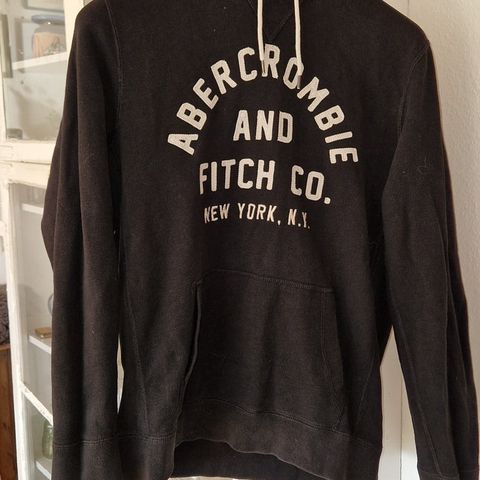 ABERCROMBIE
AND
FITCH CO.
NEW YORK, N.Y.